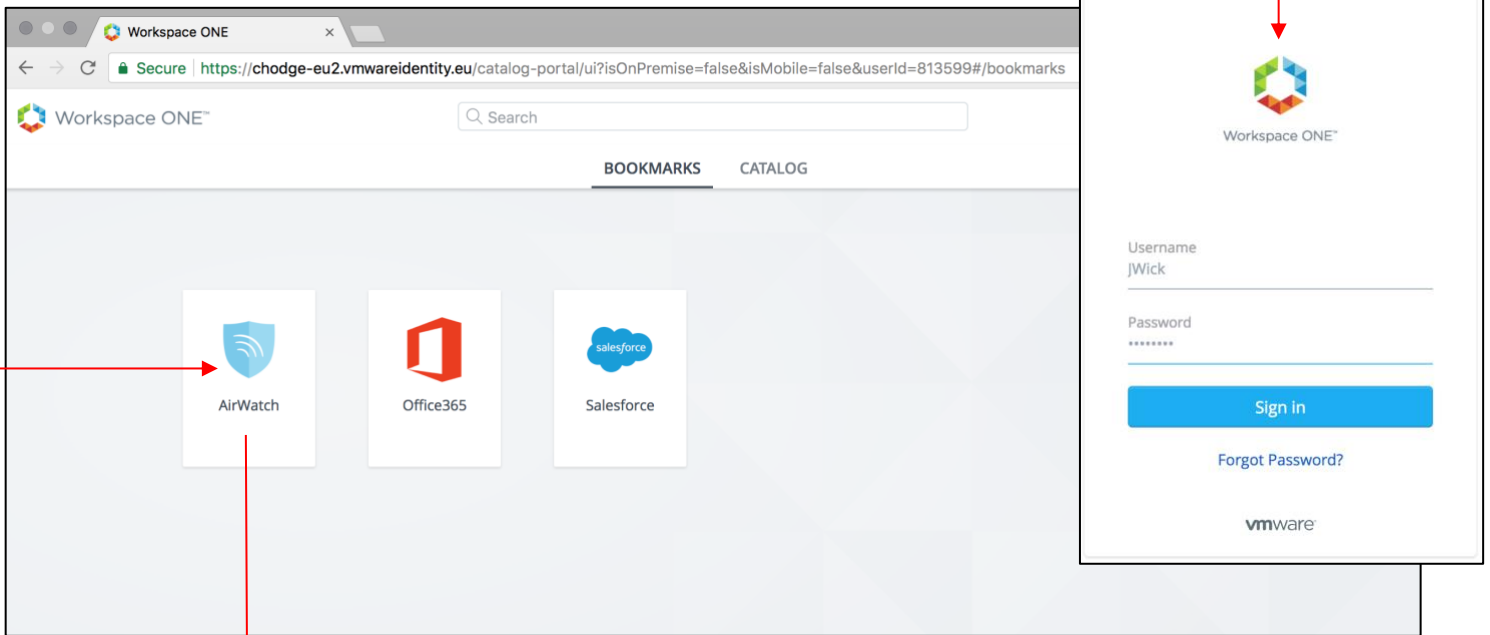 Workspace ONE
Secure https://chodge-eu2.vmwareidentity.eu/catalog-portal/ui?isOnPremise=false&isMobile=false&userId=813599#/bookmarks
Workspace ONE™
Search
BOOKMARKS CATALOG
AirWatch
Office365
salesforce
Salesforce
Workspace ONE™
Username
JWick
Password
••••••••
Sign in
Forgot Password?
vmware